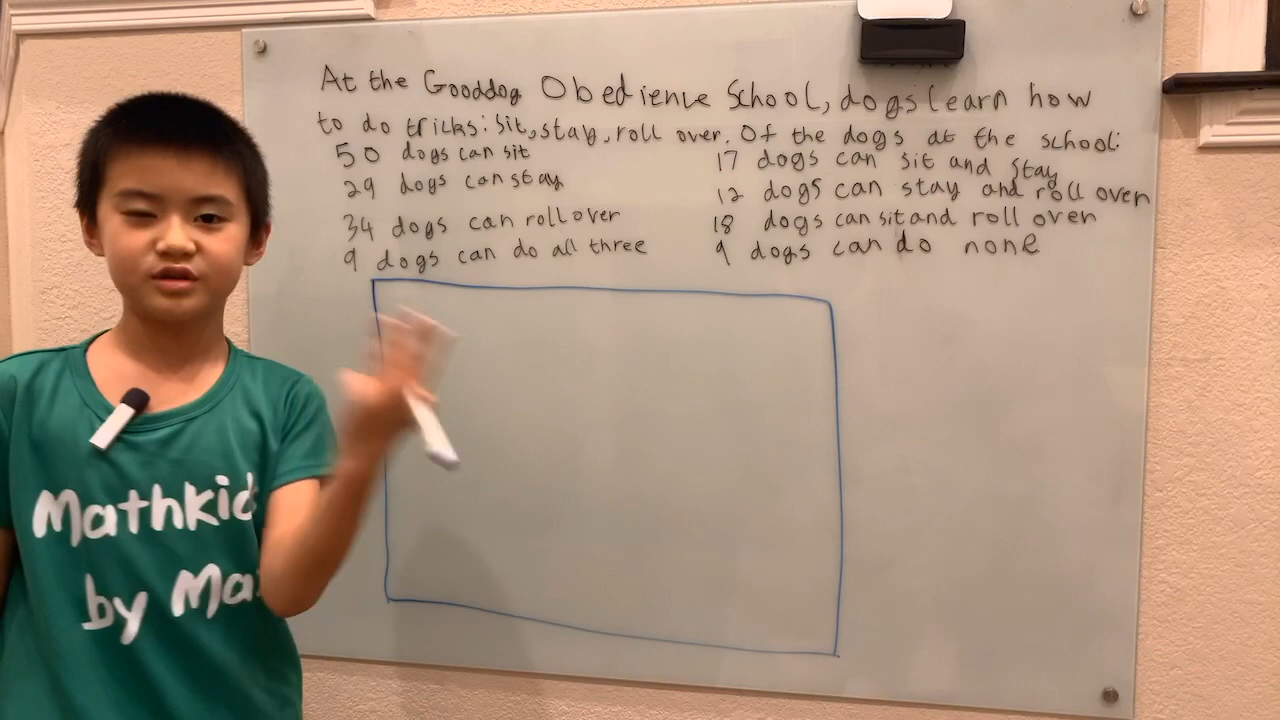 At the Gooddog Obedience School, dogs learn how
to do tricks: sit, stay, roll over. Of the dogs at the school:
50 dogs can sit
29 dogs can stay
34 dogs can roll over
9 dogs can do all three
17 dogs can sit and stay
12 dogs can stay and roll over
18 dogs can sit and roll over
9 dogs can do none
Mathkid
by Ma